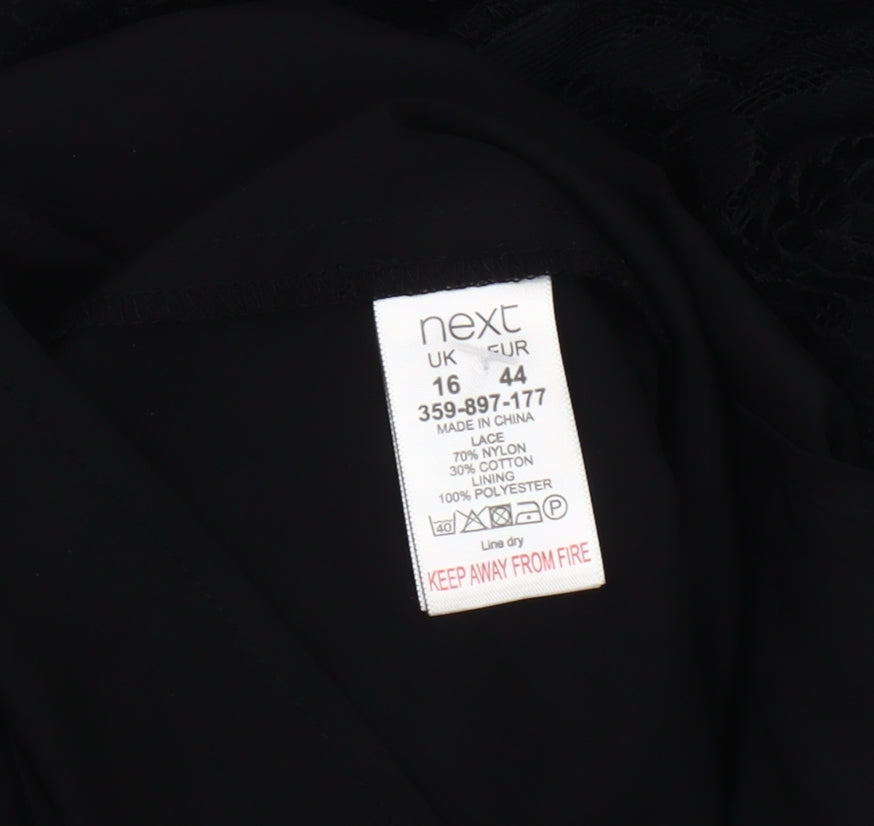 next
UK EUR
16 44
359-897-177
MADE IN CHINA
LACE
70% NYLON
30% COTTON
LINING
100% POLYESTER
40 P
Line dry
KEEP AWAY FROM FIRE